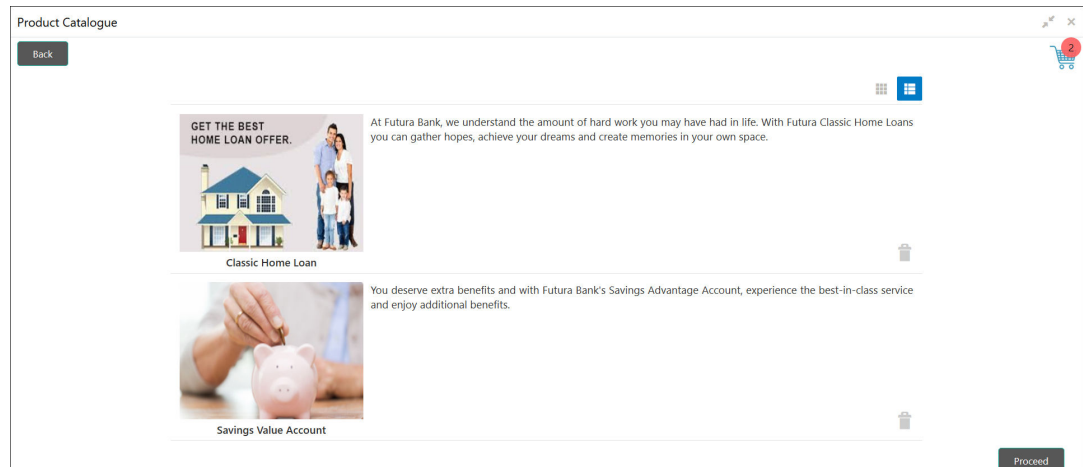 Product Catalogue
Back
2
GET THE BEST
HOME LOAN OFFER.
At Futura Bank, we understand the amount of hard work you may have had in life. With Futura Classic Home Loans
you can gather hopes, achieve your dreams and create memories in your own space.
Classic Home Loan
You deserve extra benefits and with Futura Bank's Savings Advantage Account, experience the best-in-class service
and enjoy additional benefits.
Savings Value Account
Proceed